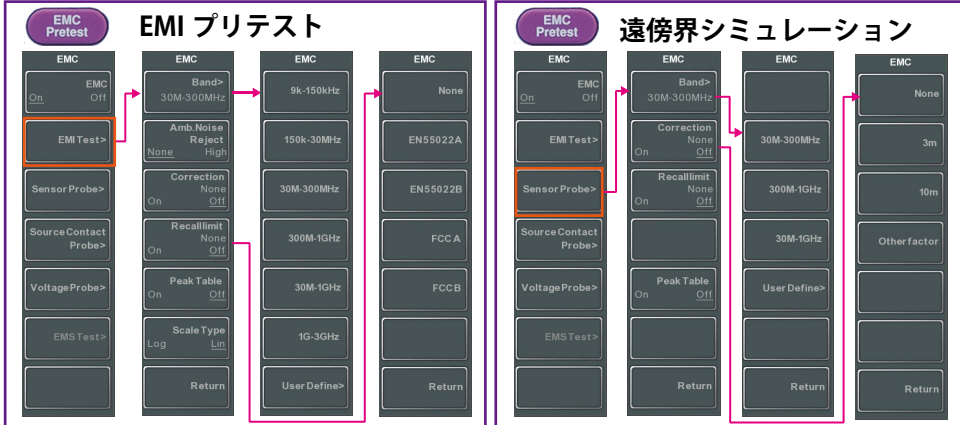 EMC
Pretest
EMI プリテスト
EMC
EMC
On Off
EMI Test>
Sensor Probe>
Source Contact
Probe>
Voltage Probe>
EMS Test>
EMC
Band>
30M-300MHz
Amb.Noise
Reject
None High
Correction
None
On Off
Recalllimit
None
On Off
Peak Table
On Off
Scale Type
Log Lin
Return
EMC
9k-150kHz
150k-30MHz
30M-300MHz
300M-1GHz
30M-1GHz
1G-3GHz
User Define>
EMC
None
EN55022A
EN55022B
FCC A
FCC B
Return
EMC
Pretest
遠傍界シミュレーション
EMC
EMC
On Off
EMI Test>
Sensor Probe>
Source Contact
Probe>
Voltage Probe>
EMS Test>
EMC
Band>
30M-300MHz
Correction
None
On Off
Recalllimit
None
On Off
Peak Table
On Off
Return
EMC
30M-300MHz
300M-1GHz
30M-1GHz
User Define>
Return
EMC
None
3m
10m
Other factor
Return